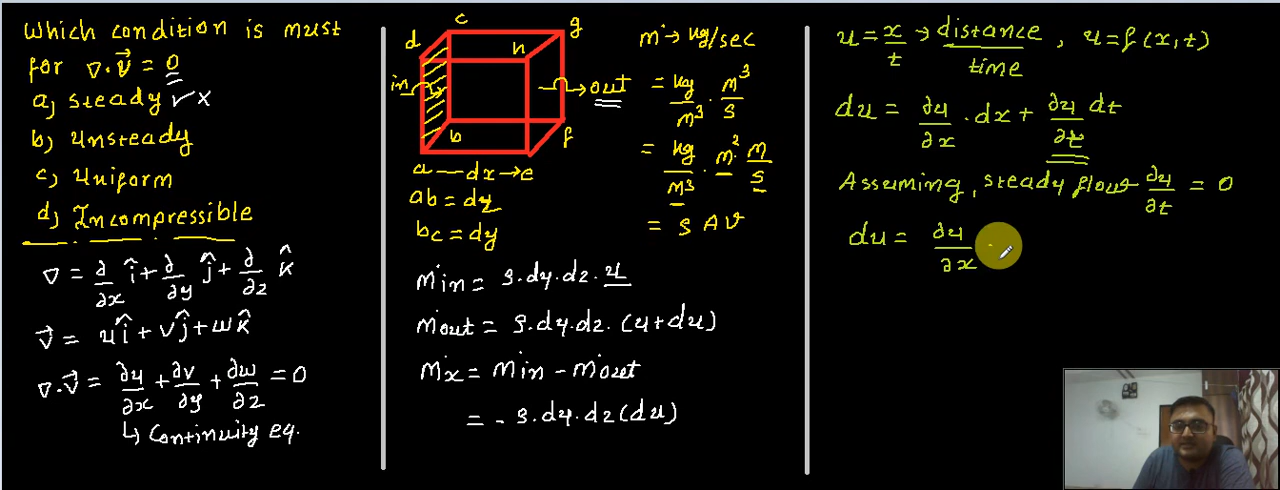 Which condition is must
for ∇·V⃗ = 0
a) steady ✓ x
b) Unsteady
c) Uniform
d) Incompressible
∇ = ∂/∂x î + ∂/∂y ĵ + ∂/∂z k̂
V⃗ = uî + vĵ + wk̂
∇·V⃗ = ∂u/∂x + ∂v/∂y + ∂w/∂z = 0
↳ Continuity eq.
c g
d h
in → → out
b f
a — dx → e
ab = dz
bc = dy
ṁ → kg/sec
= kg/m³ · m³/s
= kg/m³ · m² m/s
= ρ A V
ṁin = ρ.dy.dz.u
ṁout = ρ.dy.dz.(u+du)
ṁx = ṁin − ṁout
= - ρ.dy.dz(du)
u = x/t → distance/time , u = f(x,t)
du = ∂u/∂x · dx + ∂u/∂t dt
Assuming, steady flow ∂u/∂t = 0
du = ∂u/∂x